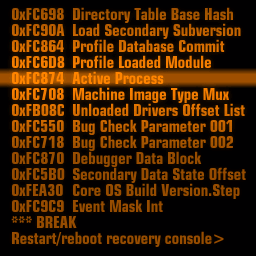 0xFC698 Directory Table Base Hash
0xFC90A Load Secondary Subversion
0xFC864 Profile Database Commit
0xFC6D8 Profile Loaded Module
0xFC874 Active Process
0xFC708 Machine Image Type Mux
0xFB08C Unloaded Drivers Offset List
0xFC550 Bug Check Parameter 001
0xFC718 Bug Check Parameter 002
0xFC870 Debugger Data Block
0xFC5B0 Secondary Data State Offset
0xFEA30 Core OS Build Version.Step
0xFC9C9 Event Mask Int
*** BREAK
Restart/reboot recovery console>